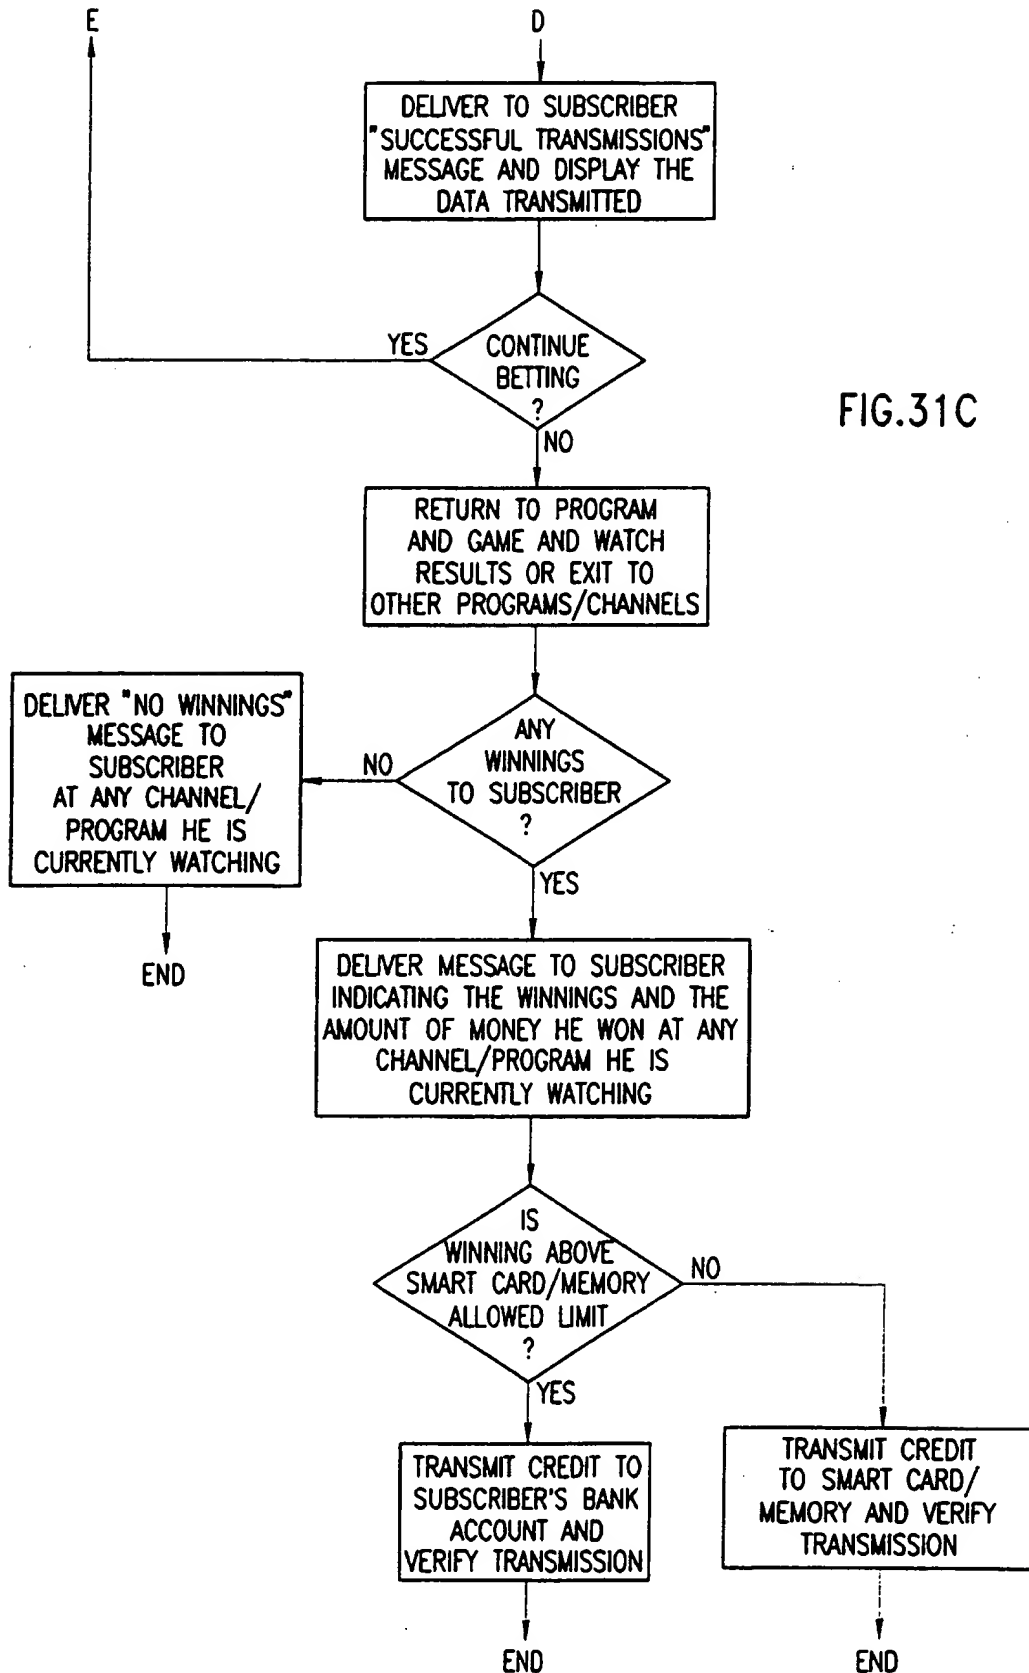 E
D
DELIVER TO SUBSCRIBER
"SUCCESSFUL TRANSMISSIONS"
MESSAGE AND DISPLAY THE
DATA TRANSMITTED
YES
CONTINUE
BETTING
?
NO
FIG.31C
RETURN TO PROGRAM
AND GAME AND WATCH
RESULTS OR EXIT TO
OTHER PROGRAMS/CHANNELS
ANY
WINNINGS
TO SUBSCRIBER
?
NO
DELIVER "NO WINNINGS"
MESSAGE TO
SUBSCRIBER
AT ANY CHANNEL/
PROGRAM HE IS
CURRENTLY WATCHING
END
YES
DELIVER MESSAGE TO SUBSCRIBER
INDICATING THE WINNINGS AND THE
AMOUNT OF MONEY HE WON AT ANY
CHANNEL/PROGRAM HE IS
CURRENTLY WATCHING
IS
WINNING ABOVE
SMART CARD/MEMORY
ALLOWED LIMIT
?
NO
YES
TRANSMIT CREDIT TO
SUBSCRIBER'S BANK
ACCOUNT AND
VERIFY TRANSMISSION
END
TRANSMIT CREDIT
TO SMART CARD/
MEMORY AND VERIFY
TRANSMISSION
END